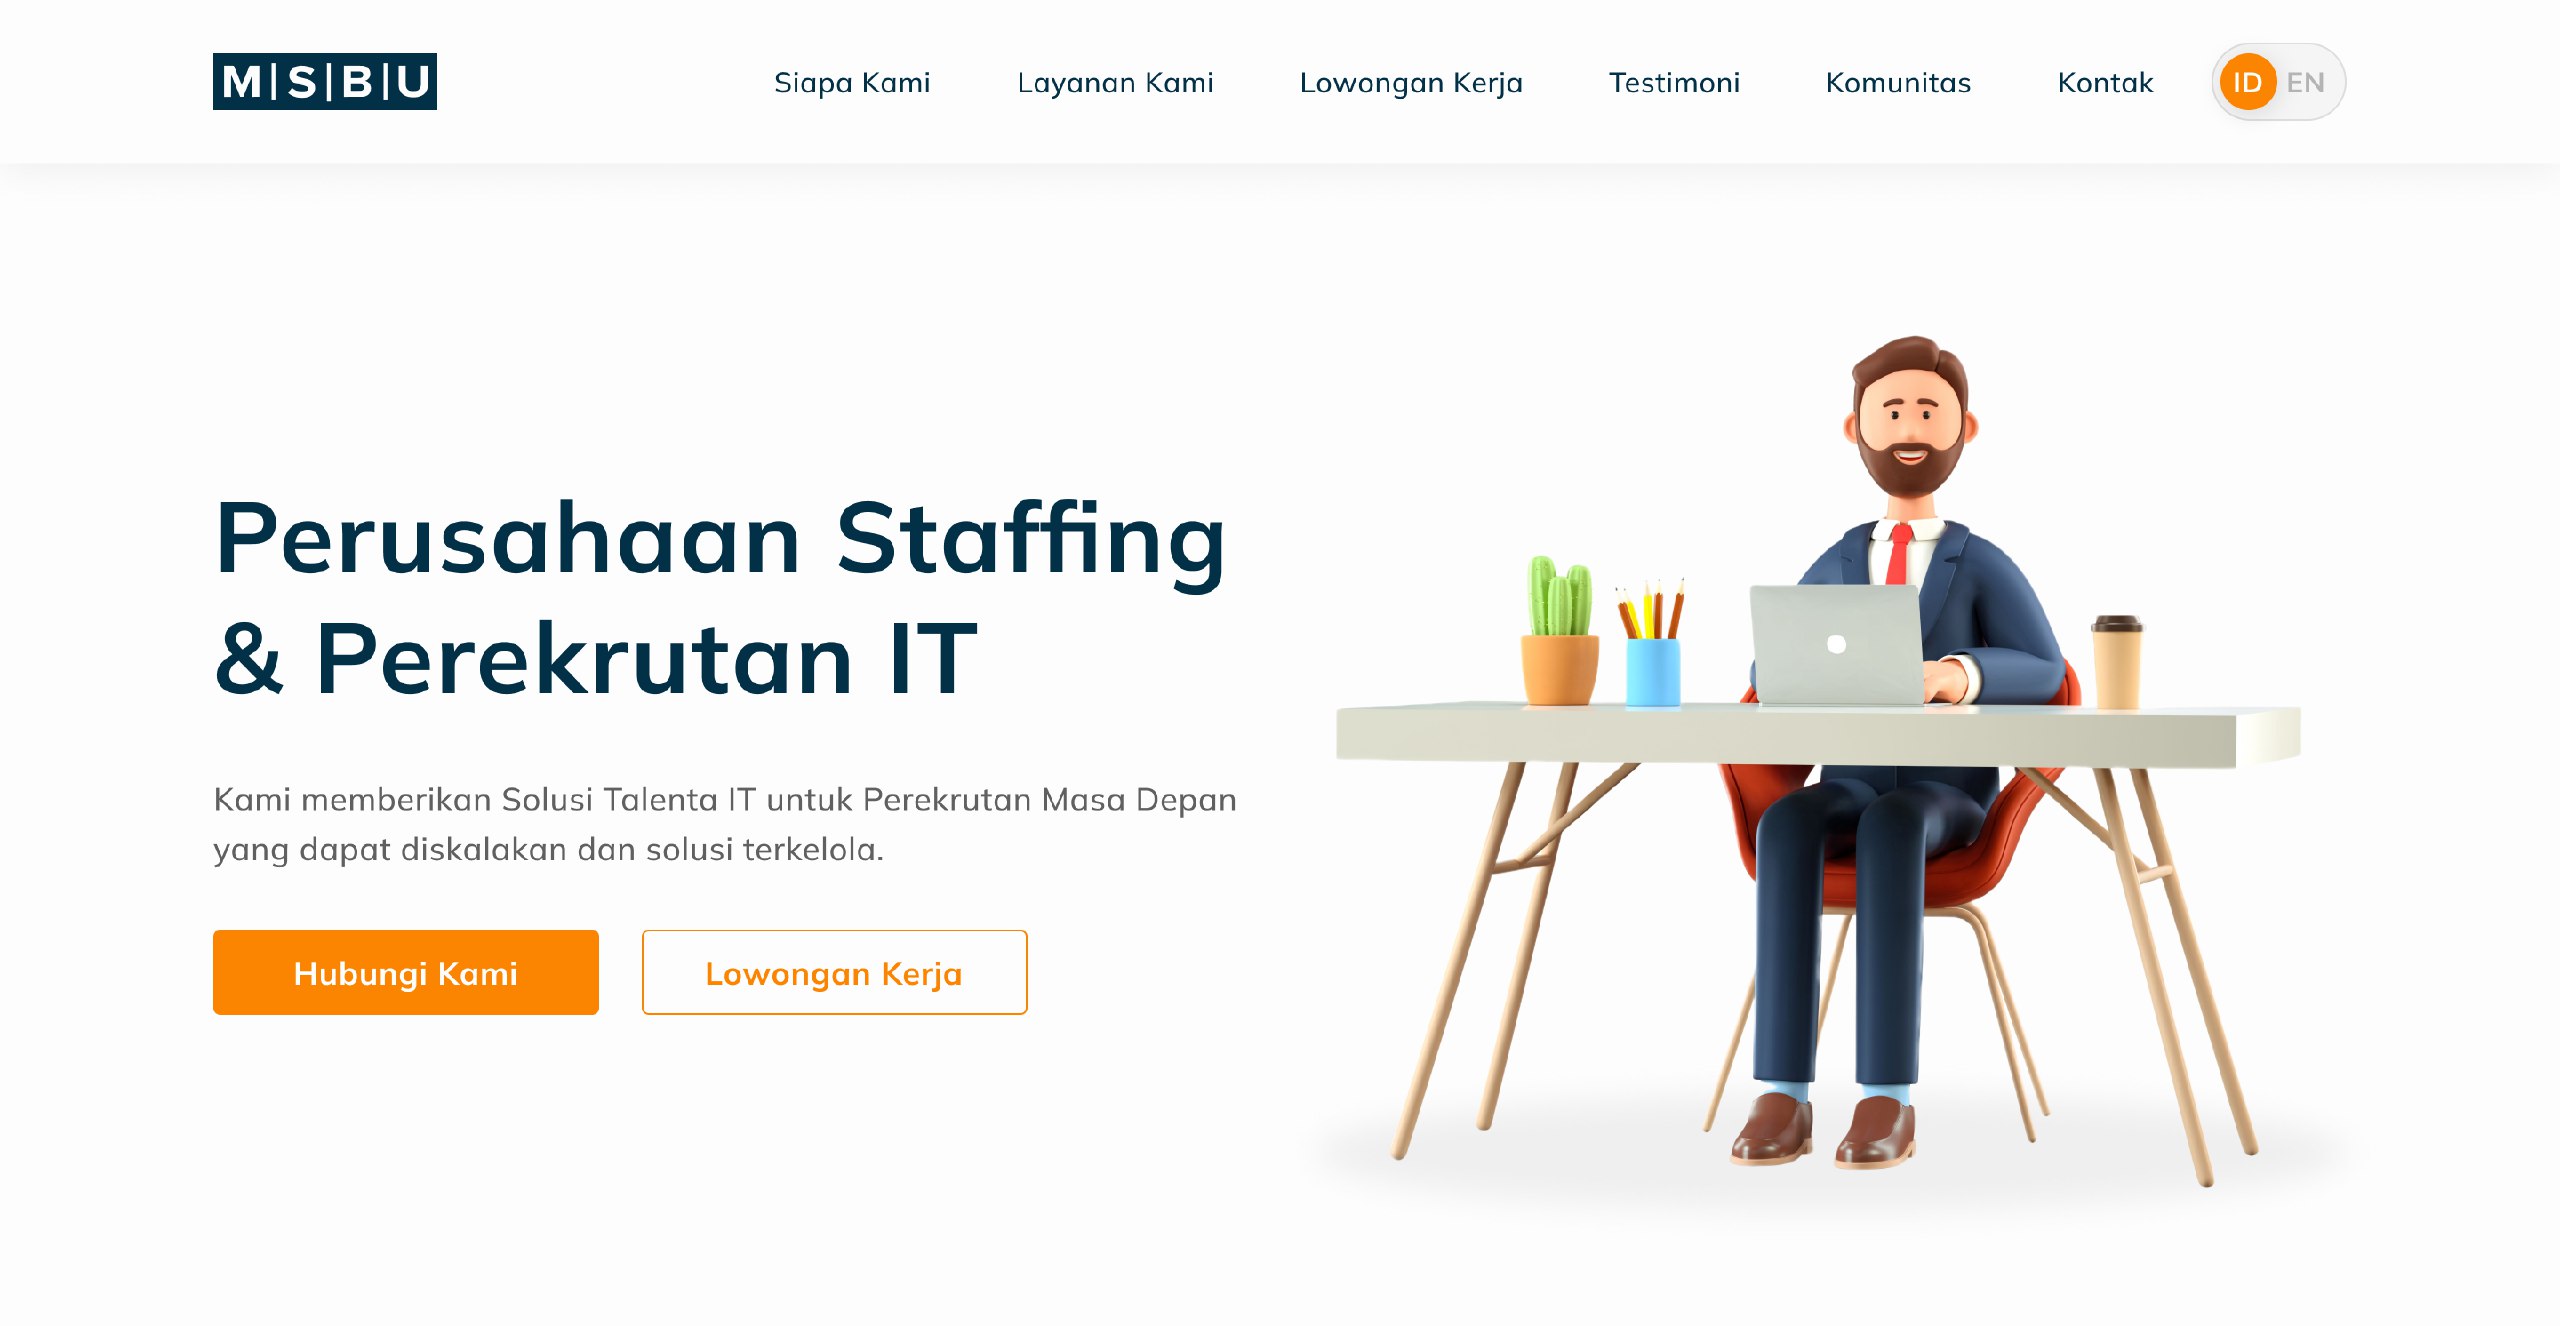 M|S|B|U
Siapa Kami
Layanan Kami
Lowongan Kerja
Testimoni
Komunitas
Kontak
ID EN
Perusahaan Staffing
& Perekrutan IT
Kami memberikan Solusi Talenta IT untuk Perekrutan Masa Depan
yang dapat diskalakan dan solusi terkelola.
Hubungi Kami
Lowongan Kerja